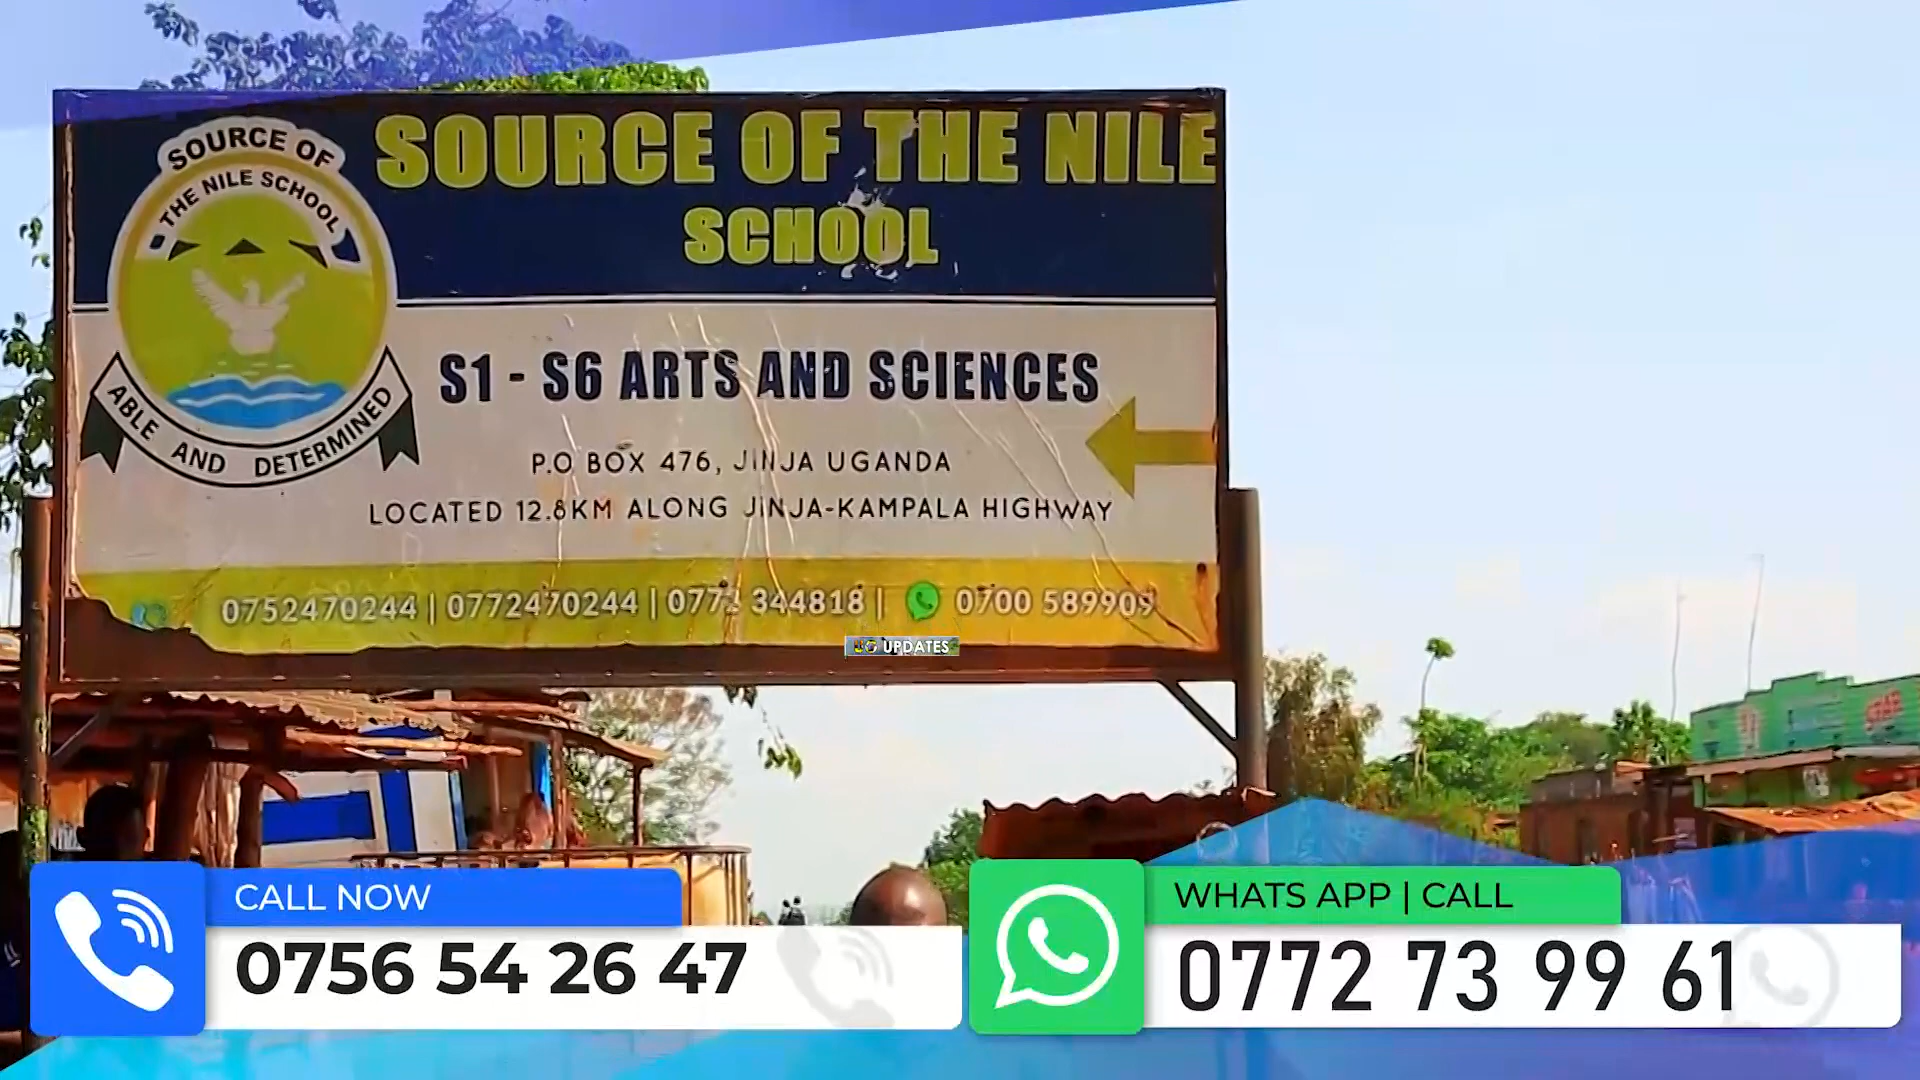 SOURCE OF
THE NILE SCHOOL
ABLE AND DETERMINED
SOURCE OF THE NILE
SCHOOL
S1 - S6 ARTS AND SCIENCES
P.O BOX 476, JINJA UGANDA
LOCATED 12.8KM ALONG JINJA-KAMPALA HIGHWAY
0752470244 | 0772470244 | 0772 344818 | 0700 589909
UG UPDATES
CALL NOW
0756 54 26 47
WHATS APP | CALL
0772 73 99 61